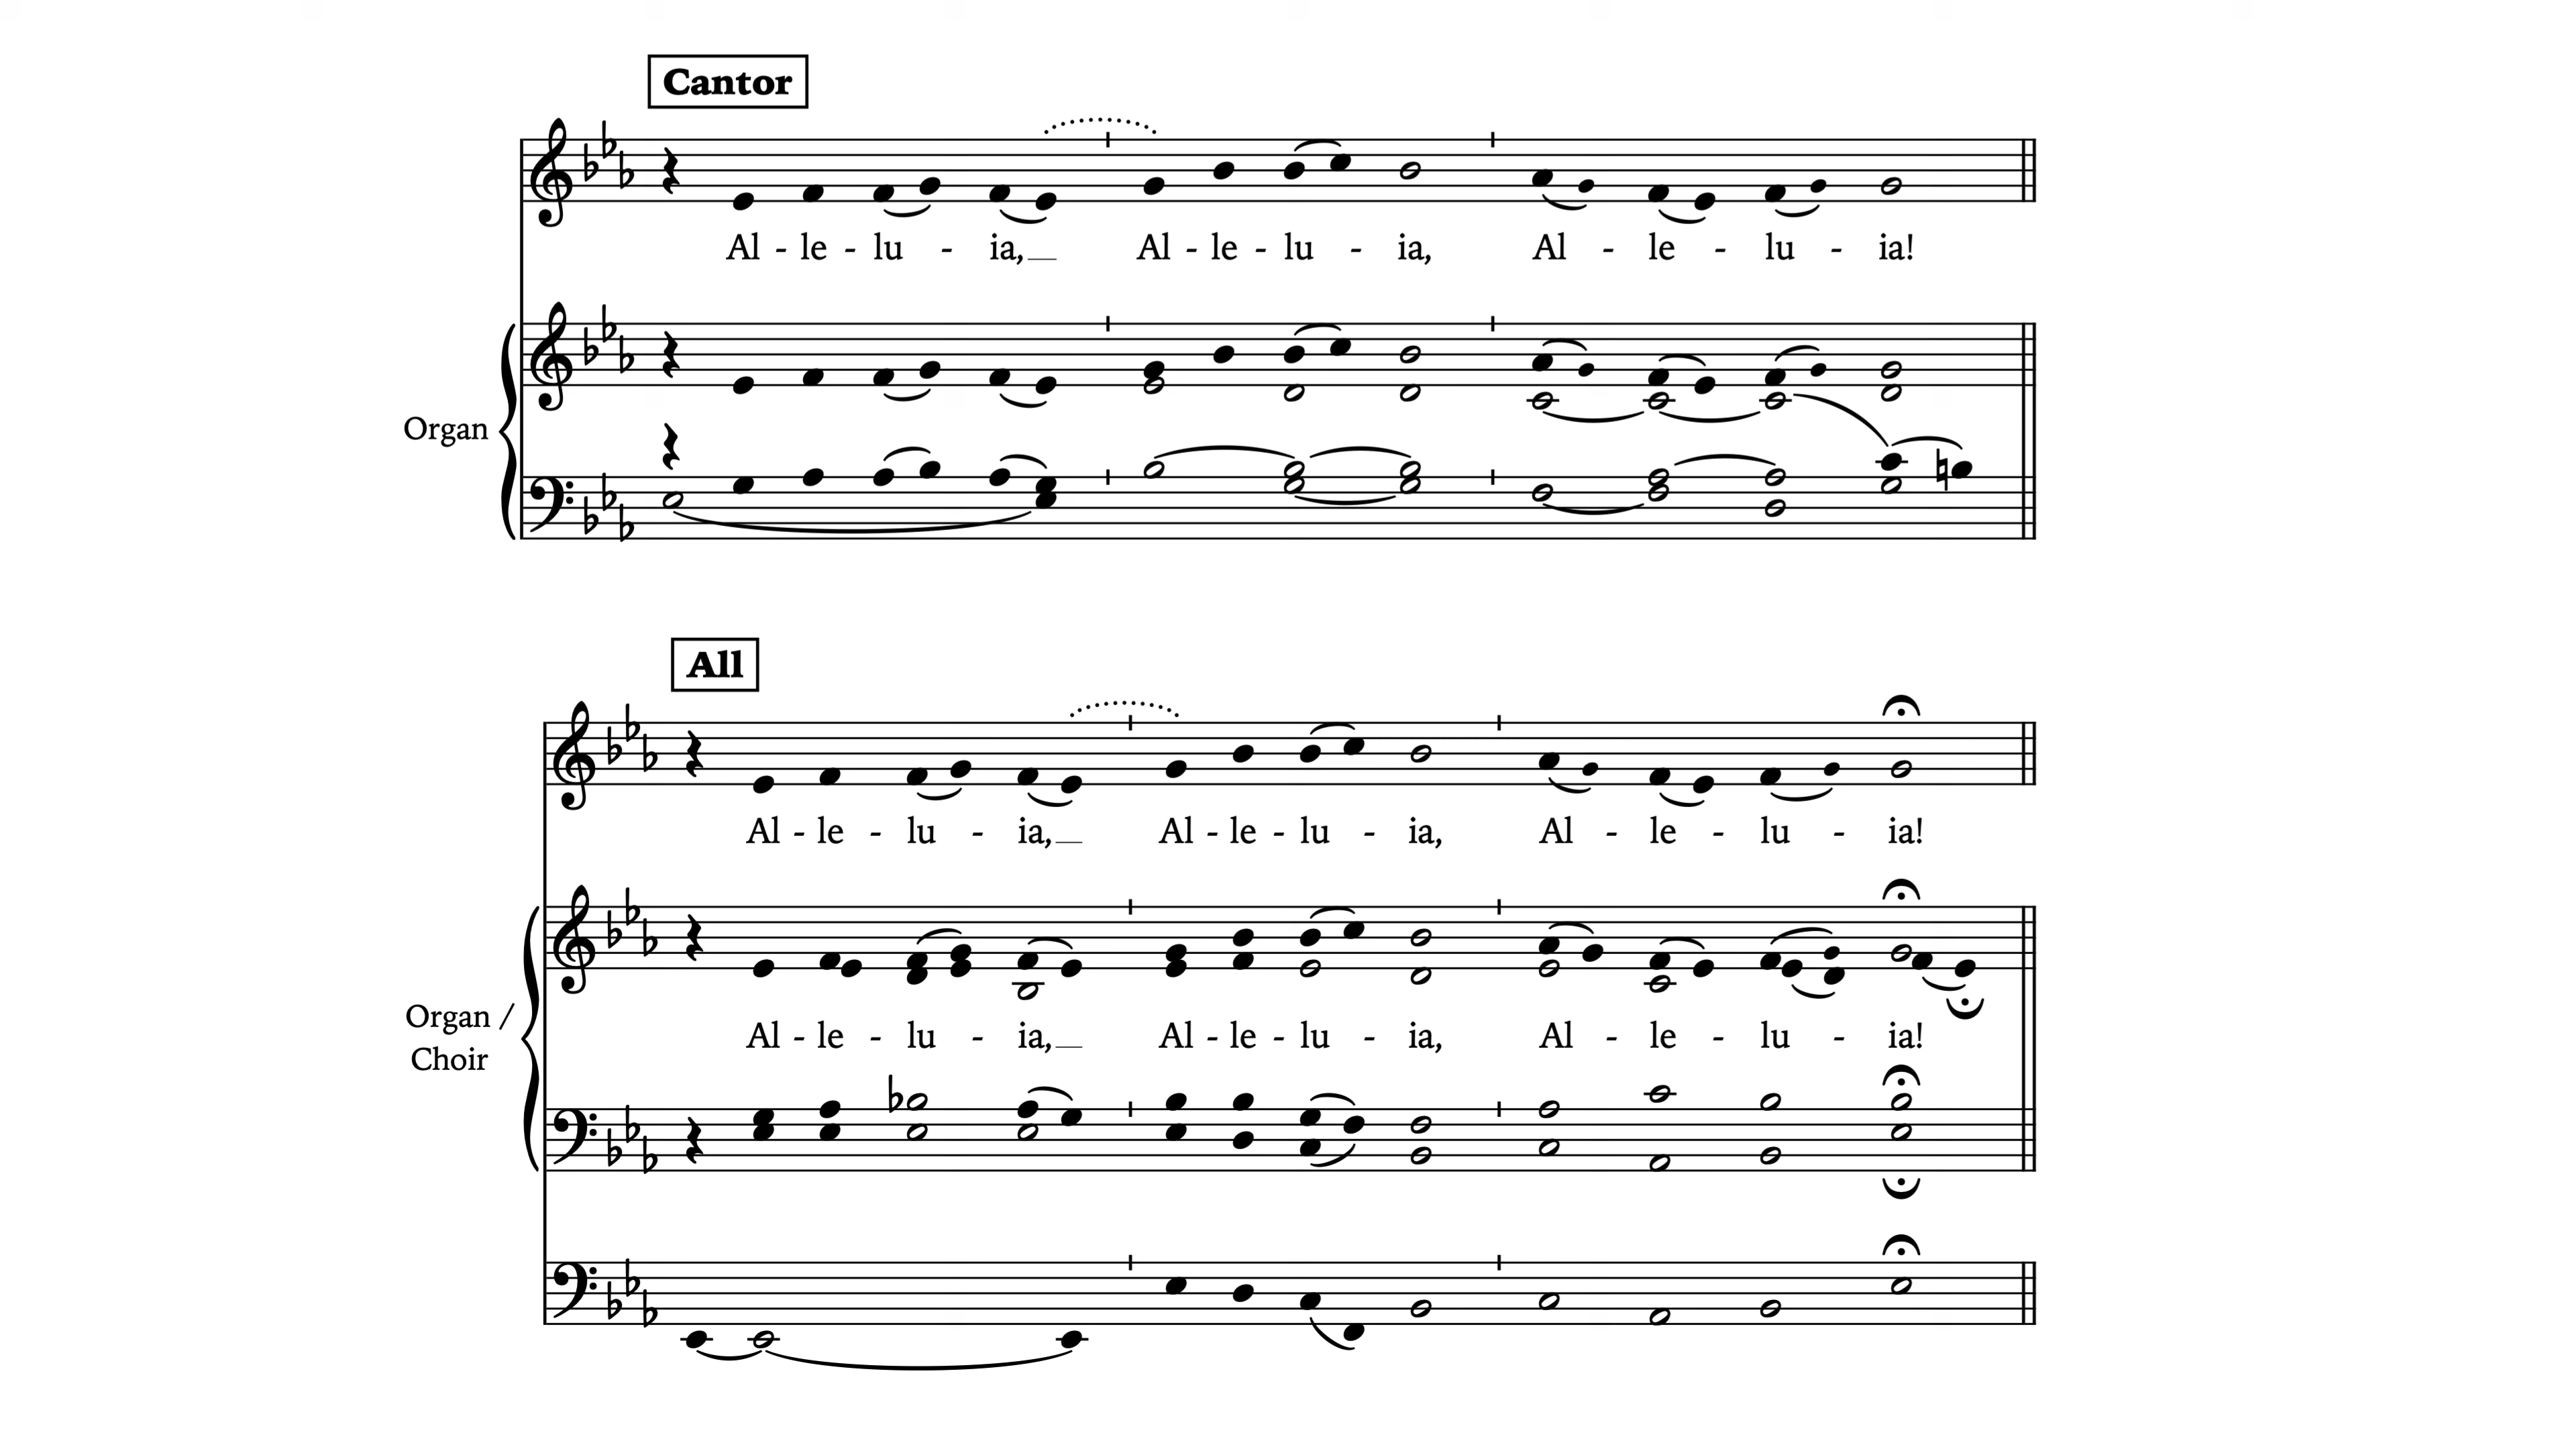 Cantor
Al - le - lu - ia, Al - le - lu - ia, Al - le - lu - ia!
Organ
All
Al - le - lu - ia, Al - le - lu - ia, Al - le - lu - ia!
Organ /
Choir
Al - le - lu - ia, Al - le - lu - ia, Al - le - lu - ia!